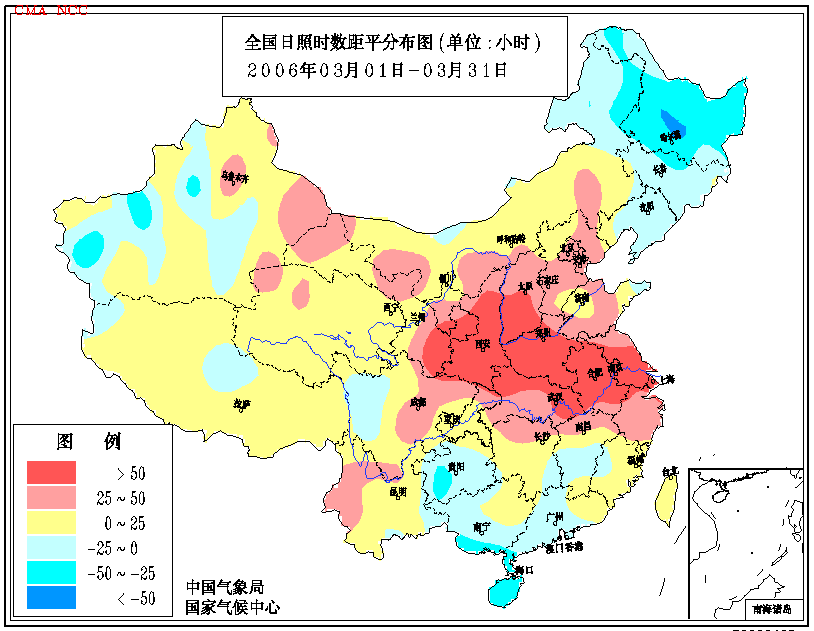 CMA NCC
全国日照时数距平分布图(单位:小时)
2006年03月01日-03月31日
哈尔滨
长春
沈阳
乌鲁木齐
呼和浩特
北京
天津
银川
太原
石家庄
济南
西宁
兰州
西安
郑州
合肥
南京
上海
拉萨
成都
重庆
武汉
长沙
南昌
贵阳
福州
台北
昆明
南宁
广州
澳门 香港
海口
图 例
>50
25~50
0~25
-25~0
-50~-25
<-50
中国气象局
国家气候中心
南海诸岛